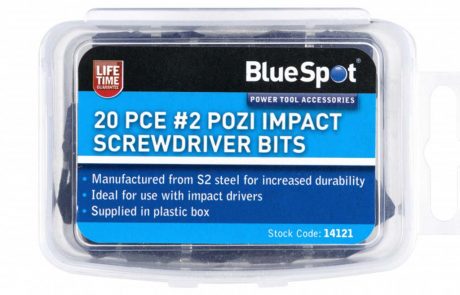 LIFE
TIME
GUARANTEE
BlueSpot®
POWER TOOL ACCESSORIES
20 PCE #2 POZI IMPACT
SCREWDRIVER BITS
• Manufactured from S2 steel for increased durability
• Ideal for use with impact drivers
• Supplied in plastic box
Stock Code: 14121